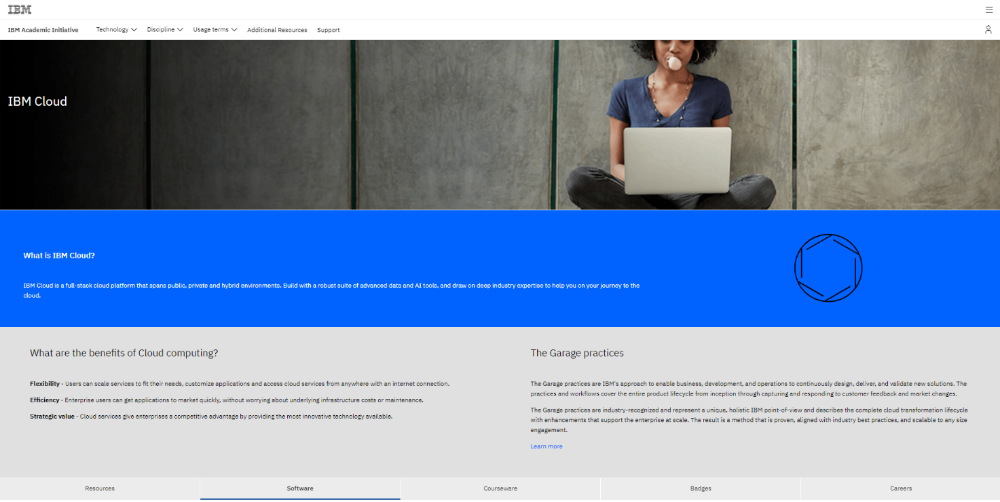 IBM
IBM Academic Initiative Technology Discipline Usage terms Additional Resources Support
IBM Cloud
What is IBM Cloud?
IBM Cloud is a full-stack cloud platform that spans public, private and hybrid environments. Build with a robust suite of advanced data and AI tools, and draw on deep industry expertise to help you on your journey to the
cloud.
What are the benefits of Cloud computing?
Flexibility - Users can scale services to fit their needs, customize applications and access cloud services from anywhere with an internet connection.
Efficiency - Enterprise users can get applications to market quickly, without worrying about underlying infrastructure costs or maintenance.
Strategic value - Cloud services give enterprises a competitive advantage by providing the most innovative technology available.
The Garage practices
The Garage practices are IBM's approach to enable business, development, and operations to continuously design, deliver, and validate new solutions. The
practices and workflows cover the entire product lifecycle from inception through capturing and responding to customer feedback and market changes.
The Garage practices are industry-recognized and represent a unique, holistic IBM point-of-view and describes the complete cloud transformation lifecycle
with enhancements that support the enterprise at scale. The result is a method that is proven, aligned with industry best practices, and scalable to any size
engagement.
Learn more
Resources Software Courseware Badges Careers